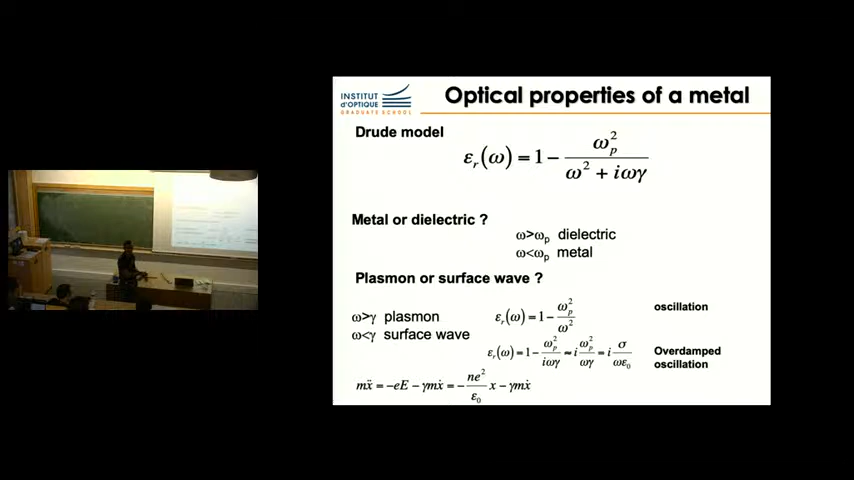 INSTITUT
d'OPTIQUE
GRADUATE SCHOOL
Optical properties of a metal
Drude model
εᵣ(ω) = 1 − ωₚ² / (ω² + iωγ)
Metal or dielectric ?
ω>ωₚ dielectric
ω<ωₚ metal
Plasmon or surface wave ?
ω>γ plasmon
εᵣ(ω) = 1 − ωₚ² / ω²
oscillation
ω<γ surface wave
εᵣ(ω) = 1 − ωₚ² / iωγ ≈ i ωₚ² / ωγ = i σ / ωε₀
Overdamped
oscillation
mẍ = −eE − γmẋ = − ne² / ε₀ x − γmẋ